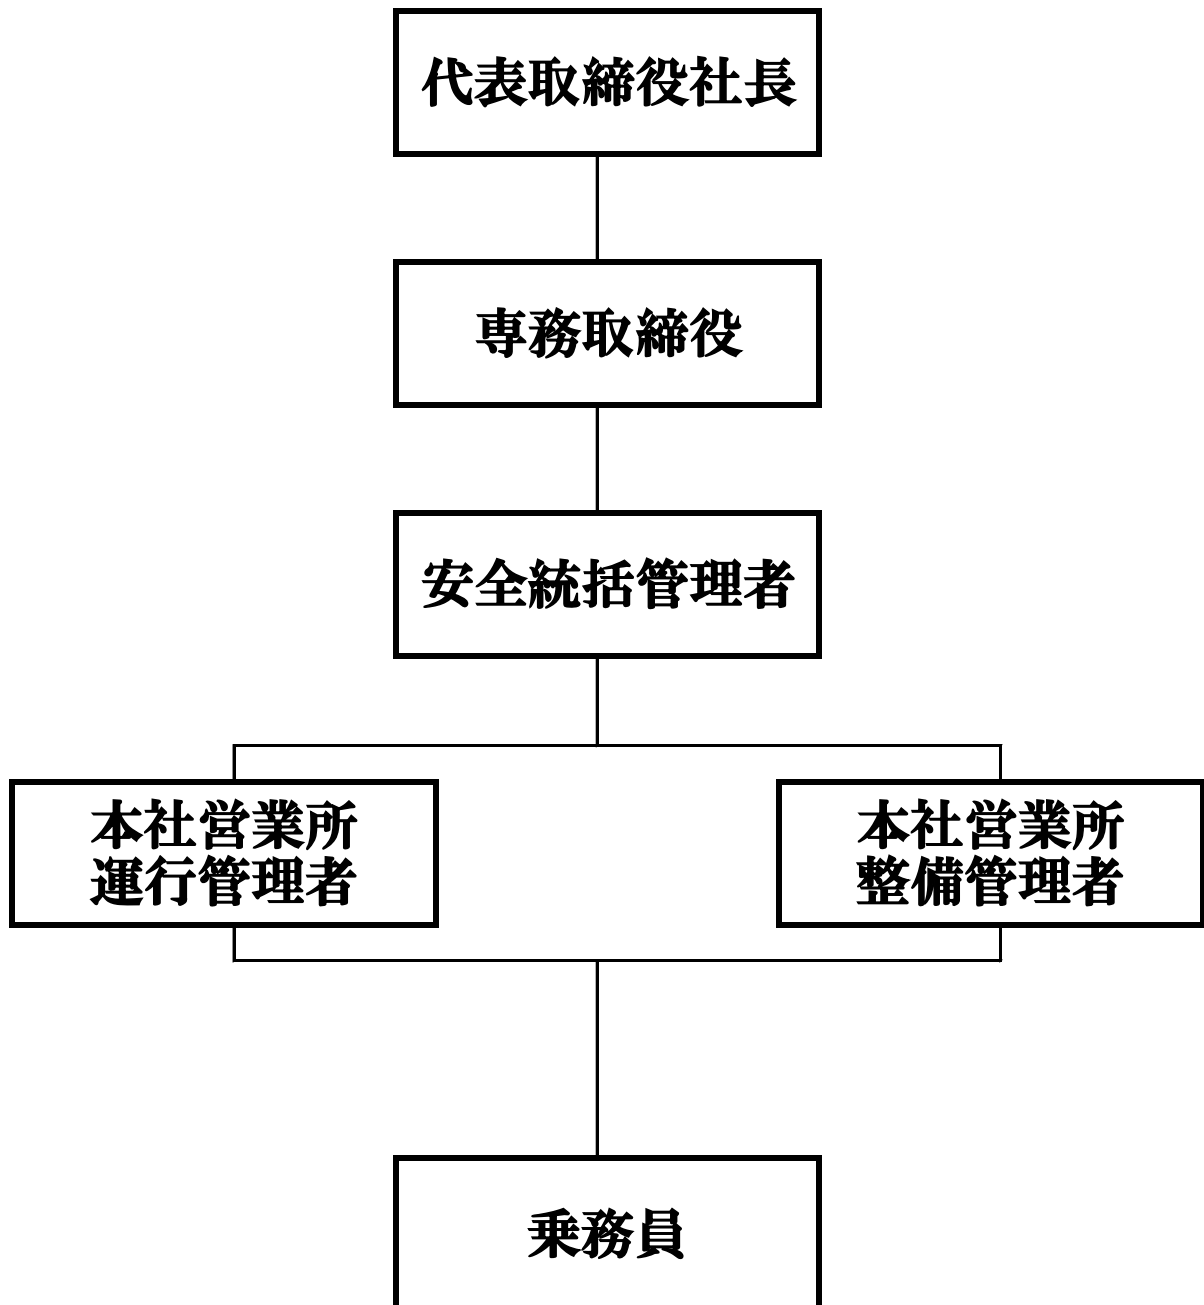 代表取締役社長
専務取締役
安全統括管理者
本社営業所
運行管理者
本社営業所
整備管理者
乗務員